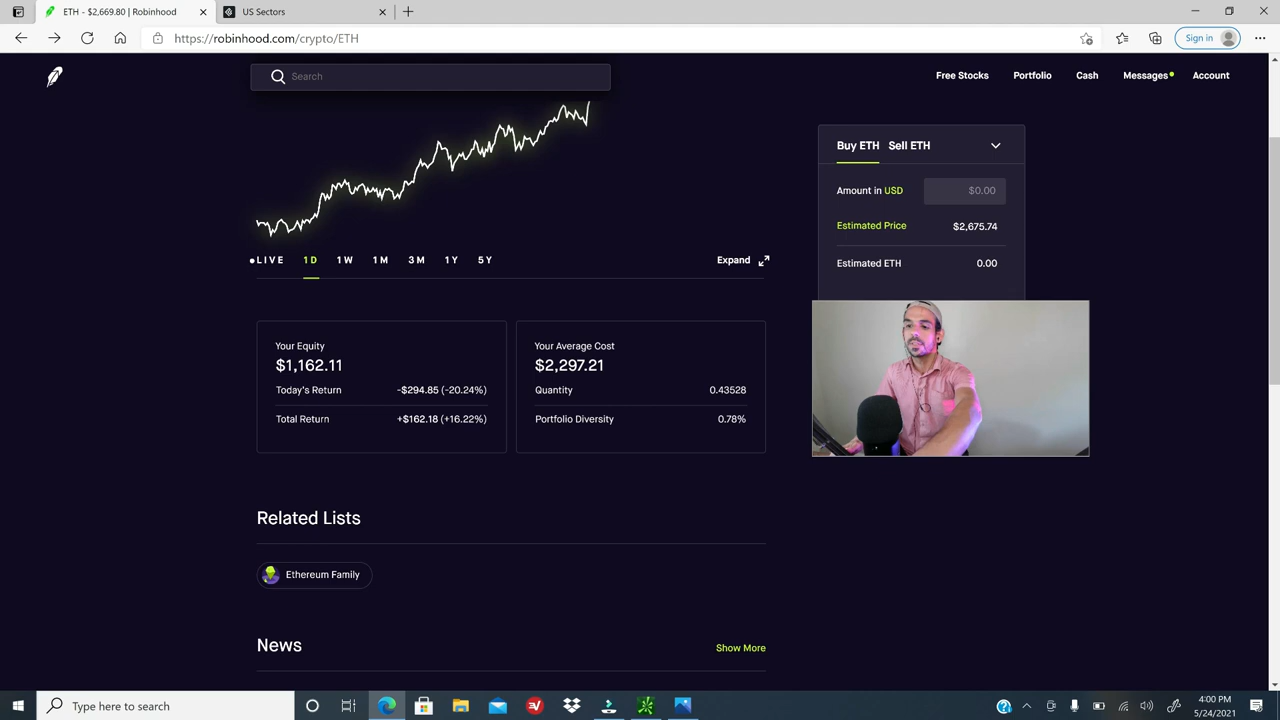 ETH - $2,669.80 | Robinhood
US Sectors
https://robinhood.com/crypto/ETH
Sign in
Search
Free Stocks
Portfolio
Cash
Messages
Account
LIVE
1D
1W
1M
3M
1Y
5Y
Expand
Buy ETH
Sell ETH
Amount in USD
$0.00
Estimated Price
$2,675.74
Estimated ETH
0.00
Your Equity
$1,162.11
Today's Return
-$294.85 (-20.24%)
Total Return
+$162.18 (+16.22%)
Your Average Cost
$2,297.21
Quantity
0.43528
Portfolio Diversity
0.78%
Related Lists
Ethereum Family
News
Show More
Type here to search
4:00 PM
5/24/2021